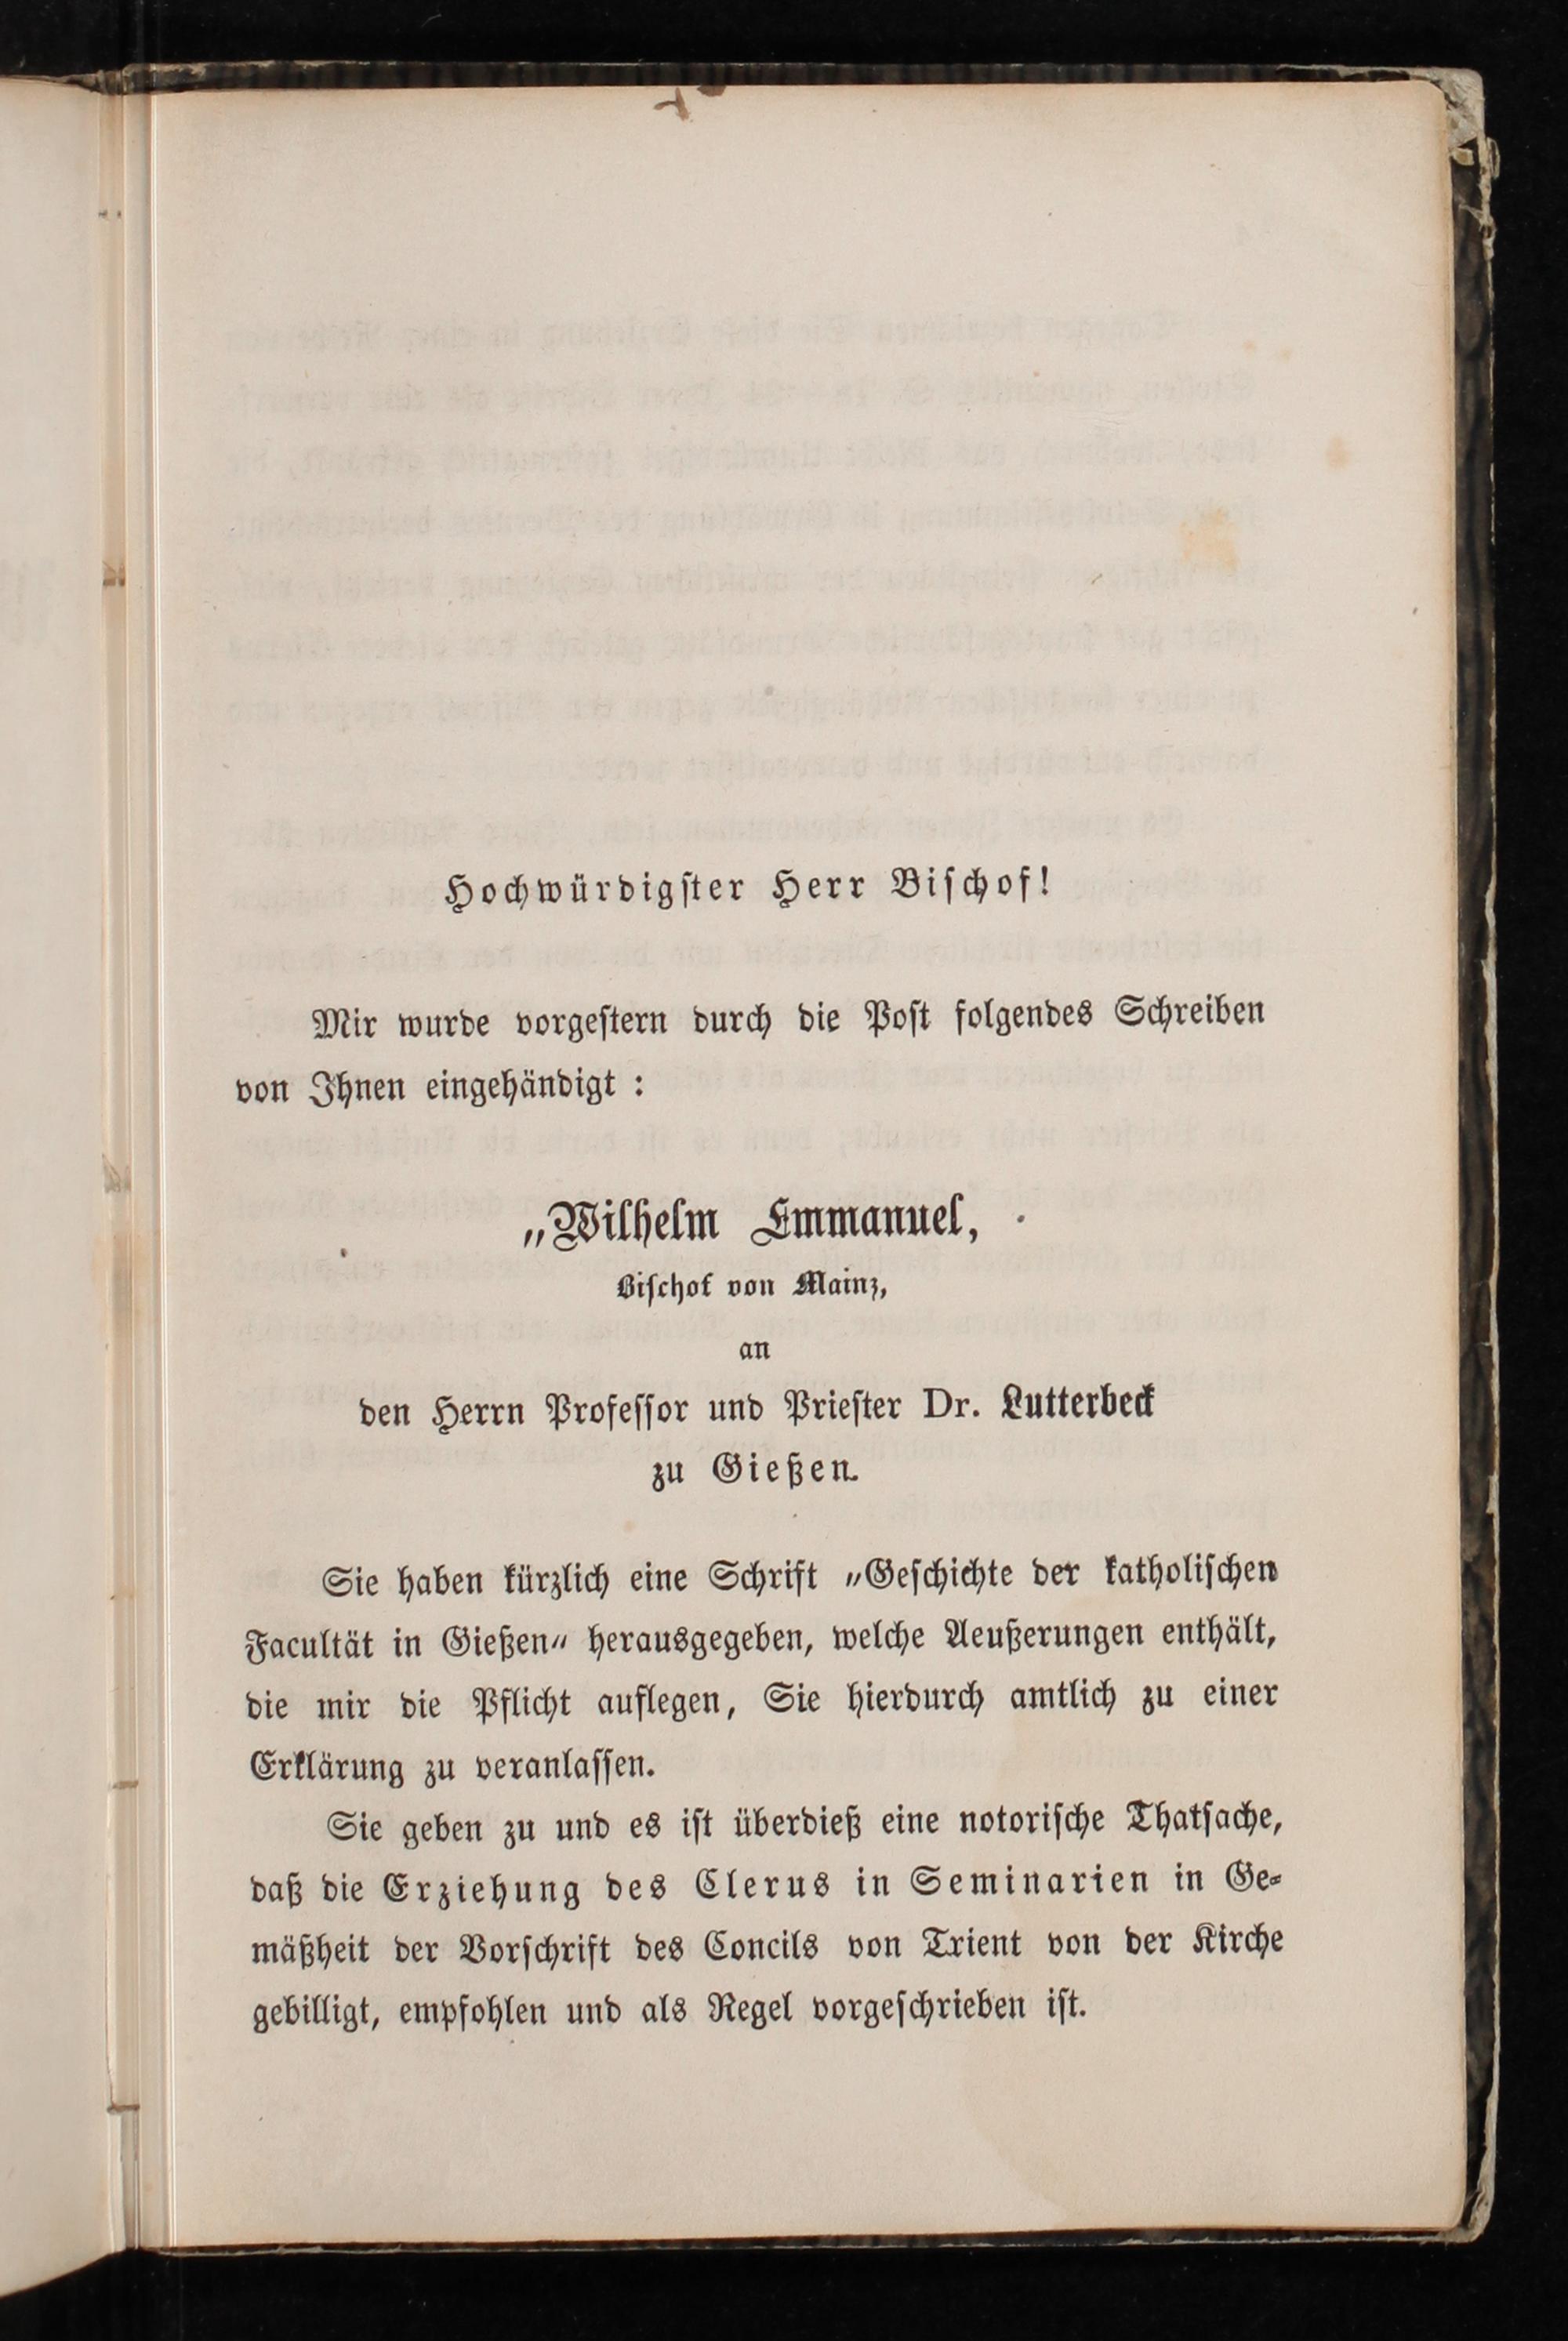 Hochwürdigster Herr Bischof!
Mir wurde vorgestern durch die Post folgendes Schreiben
von Ihnen eingehändigt :
„Wilhelm Emmanuel,
Bischof von Mainz,
an
den Herrn Professor und Priester Dr. Lutterbeck
zu Gießen.
Sie haben kürzlich eine Schrift „Geschichte der katholischen
Facultät in Gießen„ herausgegeben, welche Aeußerungen enthält,
die mir die Pflicht auflegen, Sie hierdurch amtlich zu einer
Erklärung zu veranlassen.
Sie geben zu und es ist überdieß eine notorische Thatsache,
daß die Erziehung des Clerus in Seminarien in Ge-
mäßheit der Vorschrift des Concils von Trient von der Kirche
gebilligt, empfohlen und als Regel vorgeschrieben ist.